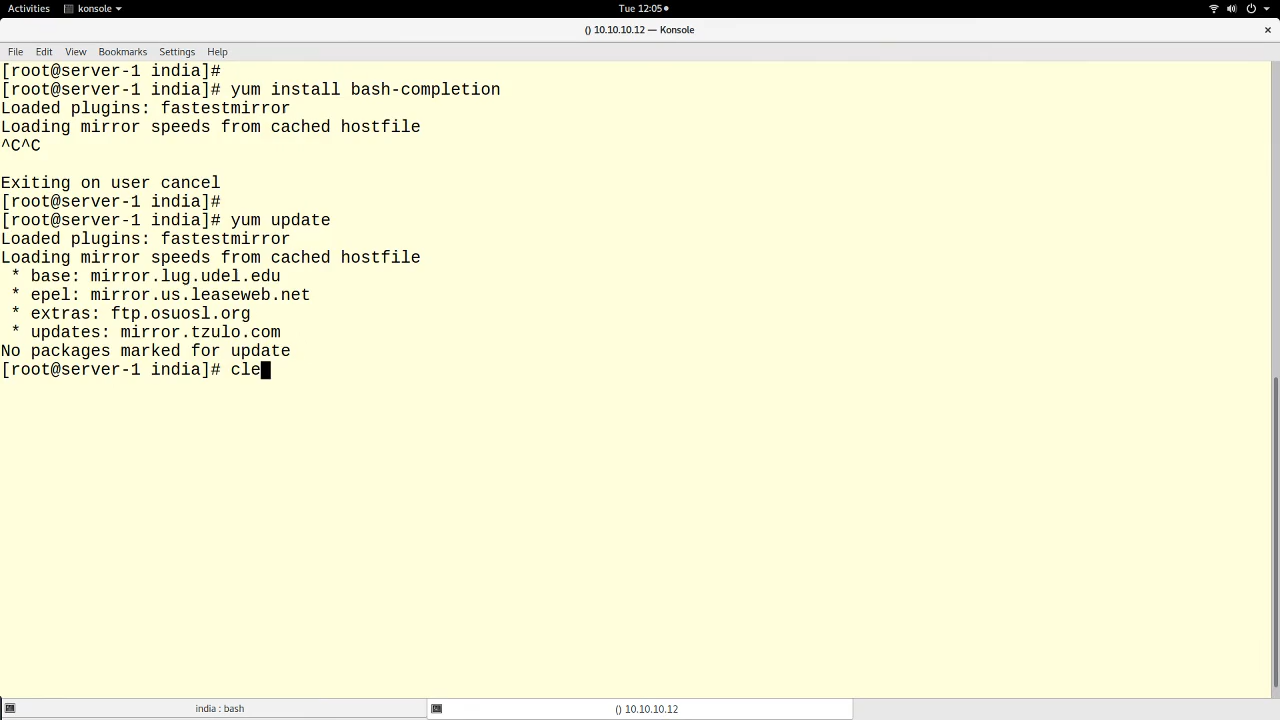 Activities konsole Tue 12:05
() 10.10.10.12 — Konsole ×
File Edit View Bookmarks Settings Help
[root@server-1 india]#
[root@server-1 india]# yum install bash-completion
Loaded plugins: fastestmirror
Loading mirror speeds from cached hostfile
^C^C
Exiting on user cancel
[root@server-1 india]#
[root@server-1 india]# yum update
Loaded plugins: fastestmirror
Loading mirror speeds from cached hostfile
 * base: mirror.lug.udel.edu
 * epel: mirror.us.leaseweb.net
 * extras: ftp.osuosl.org
 * updates: mirror.tzulo.com
No packages marked for update
[root@server-1 india]# cle
india : bash () 10.10.10.12